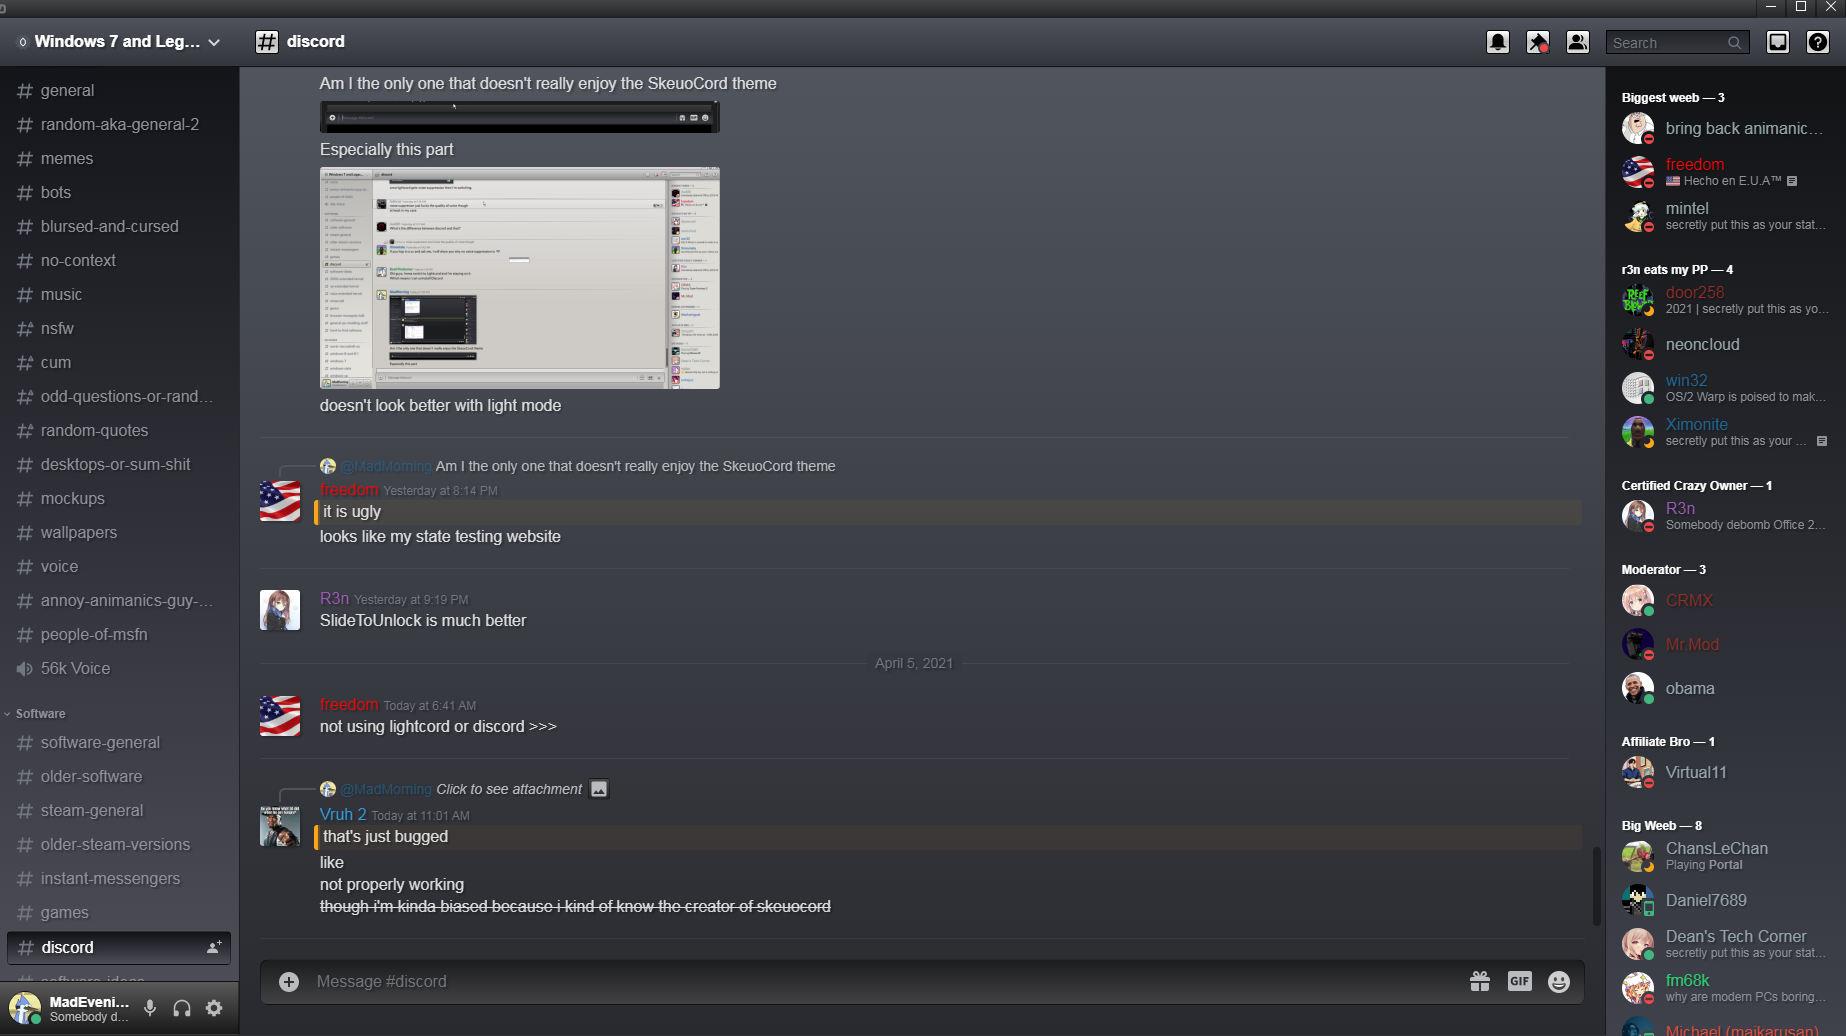 Windows 7 and Leg...
discord
Search
general
random-aka-general-2
memes
bots
blursed-and-cursed
no-context
music
nsfw
cum
odd-questions-or-rand...
random-quotes
desktops-or-sum-shit
mockups
wallpapers
voice
annoy-animanics-guy-...
people-of-msfn
56k Voice
Software
software-general
older-software
steam-general
older-steam-versions
instant-messengers
games
discord
software-ideas
MadEveni...
Somebody d...
Am I the only one that doesn't really enjoy the SkeuoCord theme
Especially this part
doesn't look better with light mode
@MadMorning Am I the only one that doesn't really enjoy the SkeuoCord theme
freedom Yesterday at 8:14 PM
it is ugly
looks like my state testing website
R3n Yesterday at 9:19 PM
SlideToUnlock is much better
April 5, 2021
freedom Today at 6:41 AM
not using lightcord or discord >>>
@MadMorning Click to see attachment
Vruh 2 Today at 11:01 AM
that's just bugged
like
not properly working
though i'm kinda biased because i kind of know the creator of skeuocord
Message #discord
GIF
Biggest weeb — 3
bring back animanic...
freedom
Hecho en E.U.A™
mintel
secretly put this as your stat...
r3n eats my PP — 4
door258
2021 | secretly put this as yo...
neoncloud
win32
OS/2 Warp is poised to mak...
Ximonite
secretly put this as your ...
Certified Crazy Owner — 1
R3n
Somebody debomb Office 2...
Moderator — 3
CRMX
Mr.Mod
obama
Affiliate Bro — 1
Virtual11
Big Weeb — 8
ChansLeChan
Playing Portal
Daniel7689
Dean's Tech Corner
secretly put this as your stat...
fm68k
why are modern PCs boring...
Michael (maikarusan)